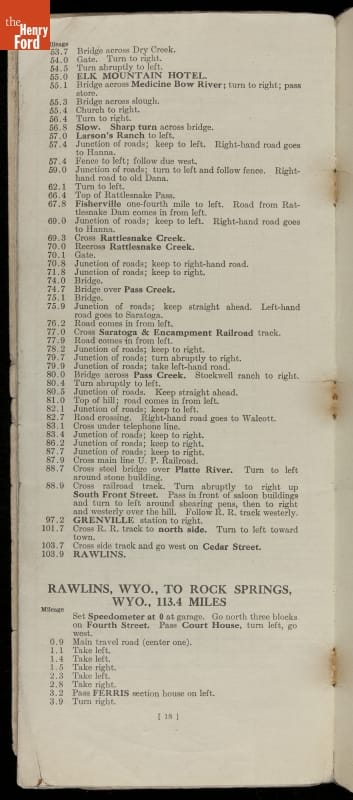 the
Henry
Ford
Mileage
53.7 Bridge across Dry Creek.
54.0 Gate. Turn to right.
54.5 Turn abruptly to left.
55.0 ELK MOUNTAIN HOTEL.
55.1 Bridge across Medicine Bow River; turn to right; pass
store.
55.3 Bridge across slough.
55.4 Church to right.
56.4 Turn to right.
56.8 Slow. Sharp turn across bridge.
57.0 Larson's Ranch to left.
57.4 Junction of roads; keep to left. Right-hand road goes
to Hanna.
57.4 Fence to left; follow due west.
59.0 Junction of roads; turn to left and follow fence. Right-
hand road to old Dana.
62.1 Turn to left.
66.4 Top of Rattlesnake Pass.
67.8 Fisherville one-fourth mile to left. Road from Rat-
tlesnake Dam comes in from left.
69.0 Junction of roads; keep to left. Right-hand road goes
to Hanna.
69.3 Cross Rattlesnake Creek.
70.0 Recross Rattlesnake Creek.
70.1 Gate.
70.8 Junction of roads; keep to right-hand road.
71.8 Junction of roads; keep to right.
74.0 Bridge.
74.7 Bridge over Pass Creek.
75.1 Bridge.
75.9 Junction of roads; keep straight ahead. Left-hand
road goes to Saratoga.
76.2 Road comes in from left.
77.0 Cross Saratoga & Encampment Railroad track.
77.9 Road comes in from left.
78.2 Junction of roads; keep to right.
79.7 Junction of roads; turn abruptly to right.
79.9 Junction of roads; take left-hand road.
80.0 Bridge across Pass Creek. Stockwell ranch to right.
80.4 Turn abruptly to left.
80.5 Junction of roads. Keep straight ahead.
81.0 Top of hill; road comes in from left.
82.1 Junction of roads; keep to left.
82.7 Road crossing. Right-hand road goes to Walcott.
83.1 Cross under telephone line.
83.4 Junction of roads; keep to right.
86.2 Junction of roads; keep to right.
87.7 Junction of roads; keep to right.
87.9 Cross main line U. P. Railroad.
88.7 Cross steel bridge over Platte River. Turn to left
around stone building.
88.9 Cross railroad track. Turn abruptly to right up
South Front Street. Pass in front of saloon buildings
and turn to left around shearing pens, then to right
and westerly over the hill. Follow R. R. track westerly.
97.2 GRENVILLE station to right.
101.7 Cross R. R. track to north side. Turn to left toward
town.
103.7 Cross side track and go west on Cedar Street.
103.9 RAWLINS.
RAWLINS, WYO., TO ROCK SPRINGS,
WYO., 113.4 MILES
Mileage
Set Speedometer at 0 at garage. Go north three blocks
on Fourth Street. Pass Court House, turn left, go
west.
0.9 Main travel road (center one).
1.1 Take left.
1.4 Take left.
1.5 Take right.
2.3 Take left.
2.8 Take right.
3.2 Pass FERRIS section house on left.
3.9 Turn right.
[ 18 ]